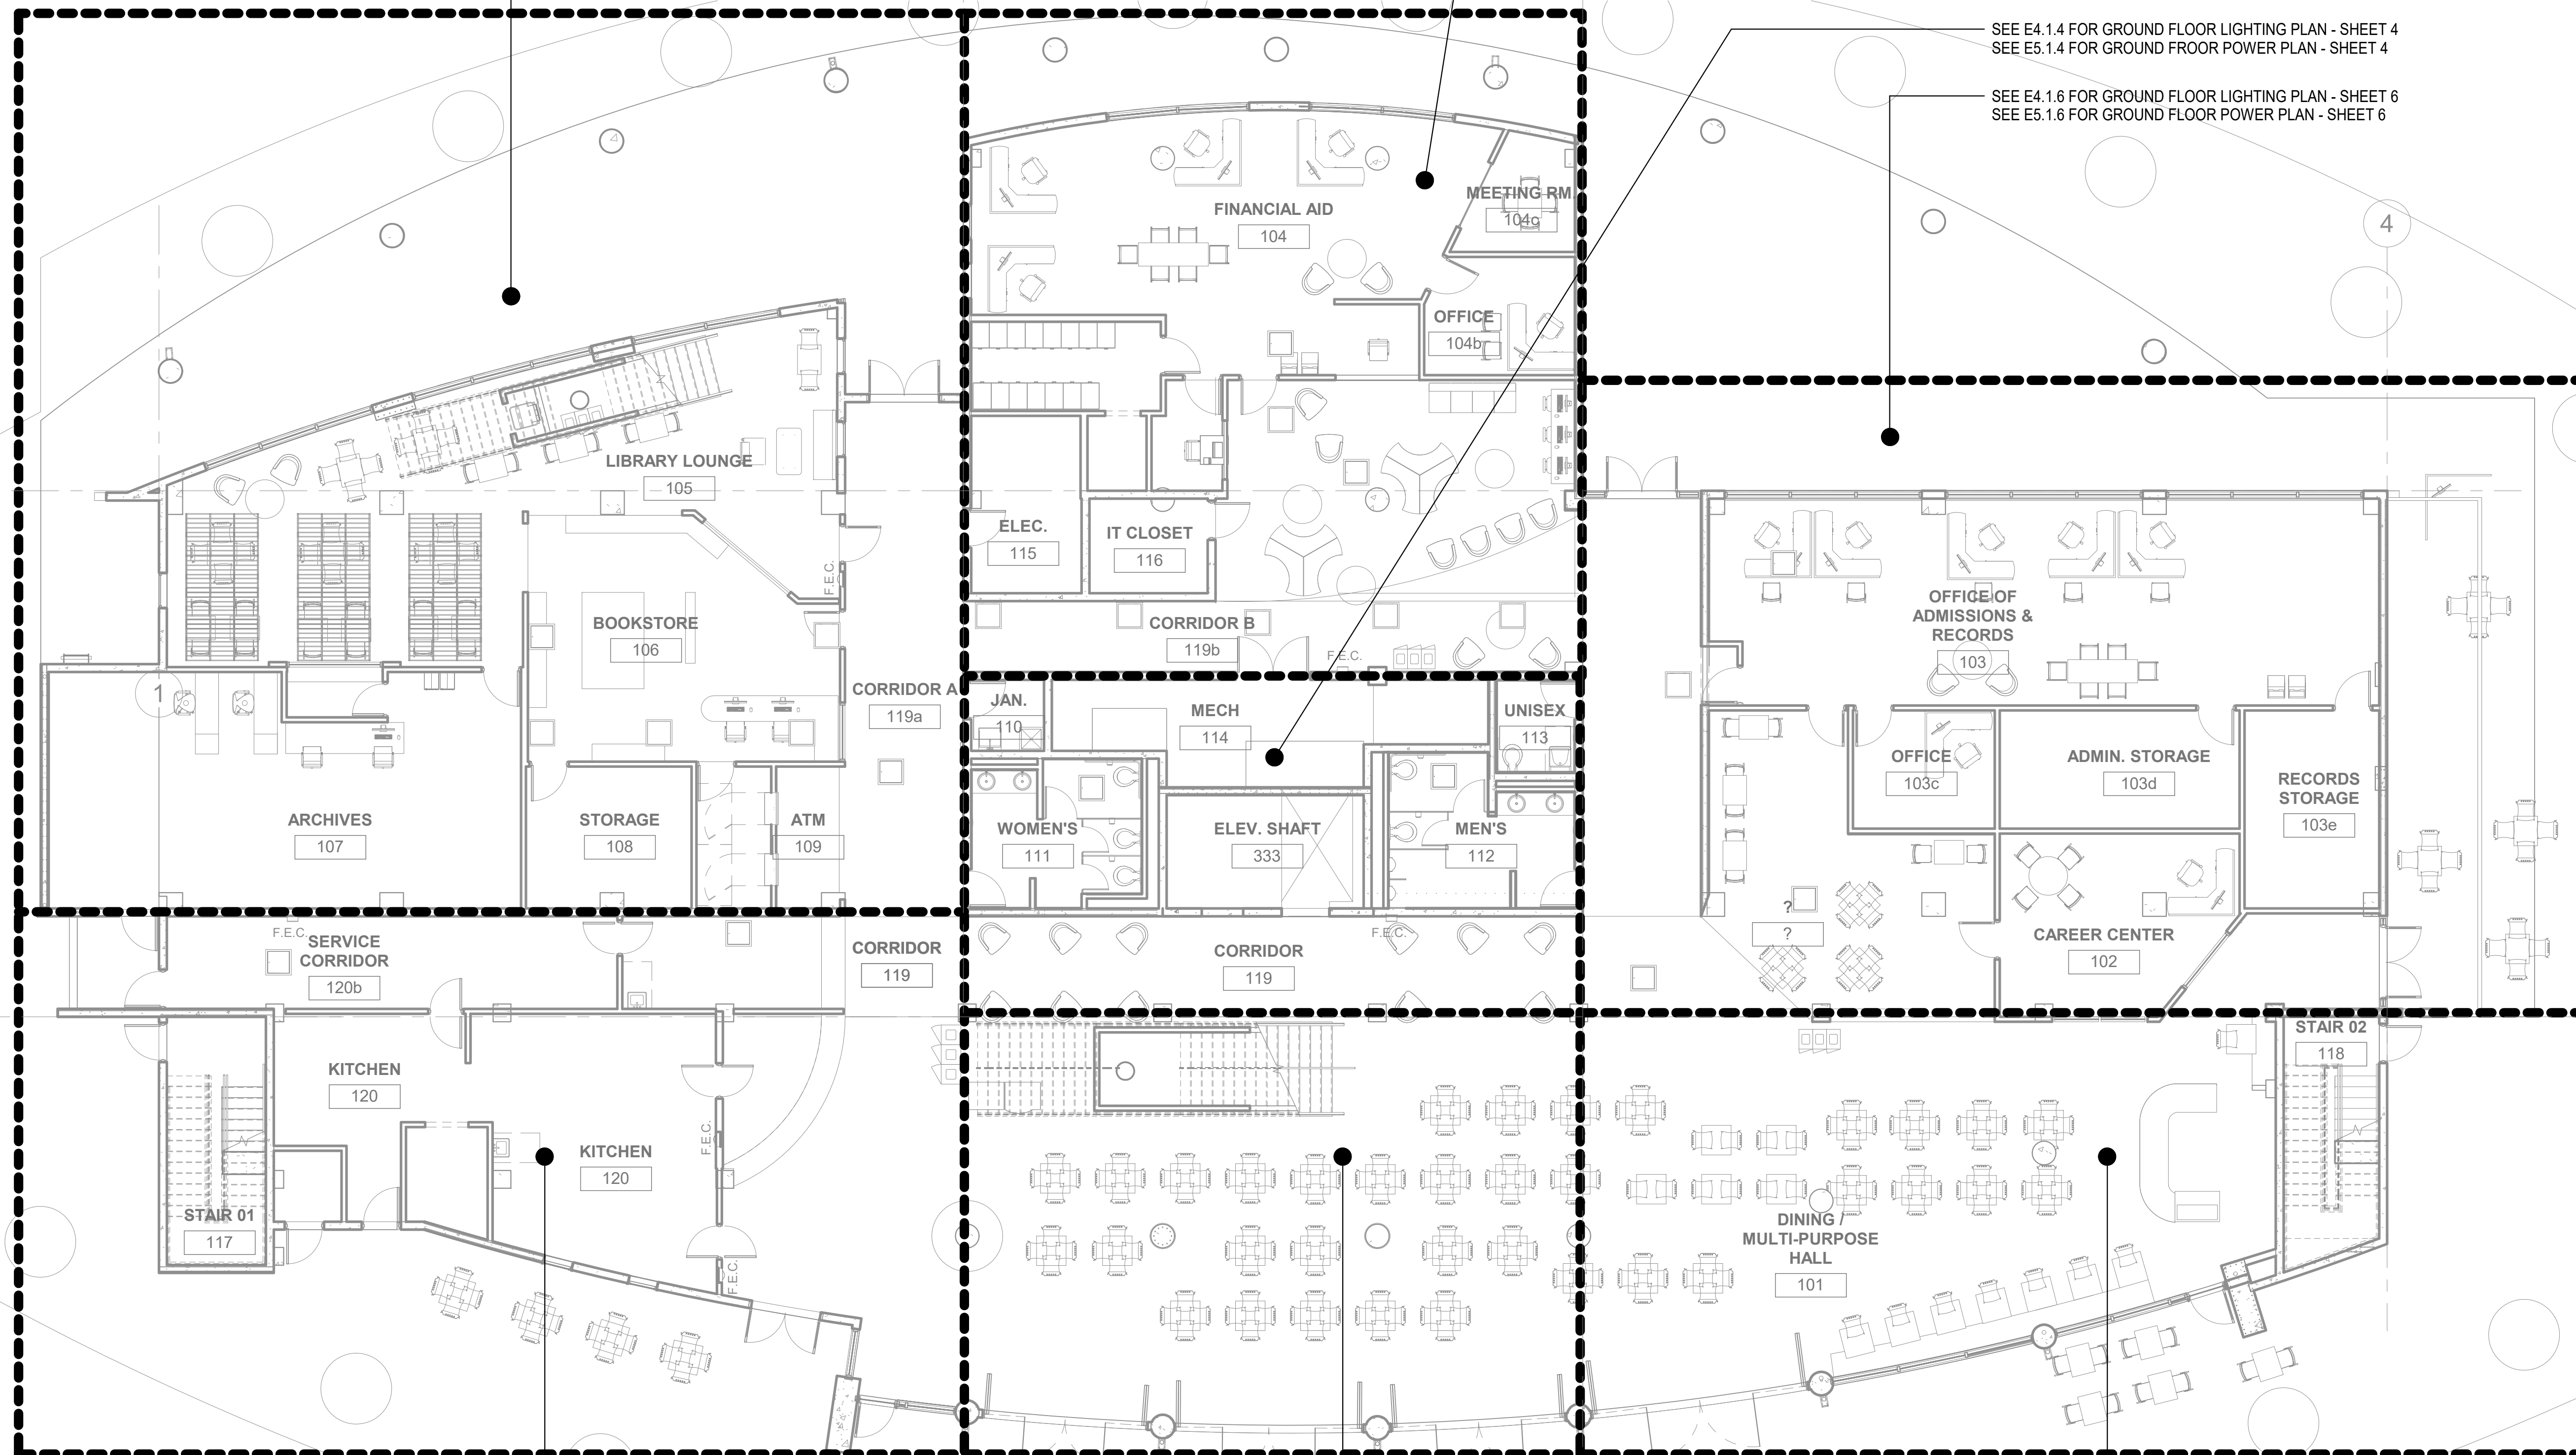 SEE E4.1.4 FOR GROUND FLOOR LIGHTING PLAN - SHEET 4
SEE E5.1.4 FOR GROUND FROOR POWER PLAN - SHEET 4
SEE E4.1.6 FOR GROUND FLOOR LIGHTING PLAN - SHEET 6
SEE E5.1.6 FOR GROUND FLOOR POWER PLAN - SHEET 6
4
MEETING RM.
104c
FINANCIAL AID
104
OFFICE
104b
LIBRARY LOUNGE
105
ELEC.
115
IT CLOSET
116
F.E.C.
BOOKSTORE
106
CORRIDOR B
119b
F.E.C.
OFFICE OF
ADMISSIONS &
RECORDS
103
1
CORRIDOR A
119a
JAN.
110
MECH
114
UNISEX
113
OFFICE
103c
ADMIN. STORAGE
103d
RECORDS
STORAGE
103e
ARCHIVES
107
STORAGE
108
ATM
109
WOMEN'S
111
ELEV. SHAFT
333
MEN'S
112
F.E.C.
SERVICE
CORRIDOR
120b
CORRIDOR
119
CORRIDOR
119
F.E.C.
?
?
CAREER CENTER
102
STAIR 02
118
KITCHEN
120
KITCHEN
120
F.E.C.
STAIR 01
117
F.E.C.
DINING /
MULTI-PURPOSE
HALL
101